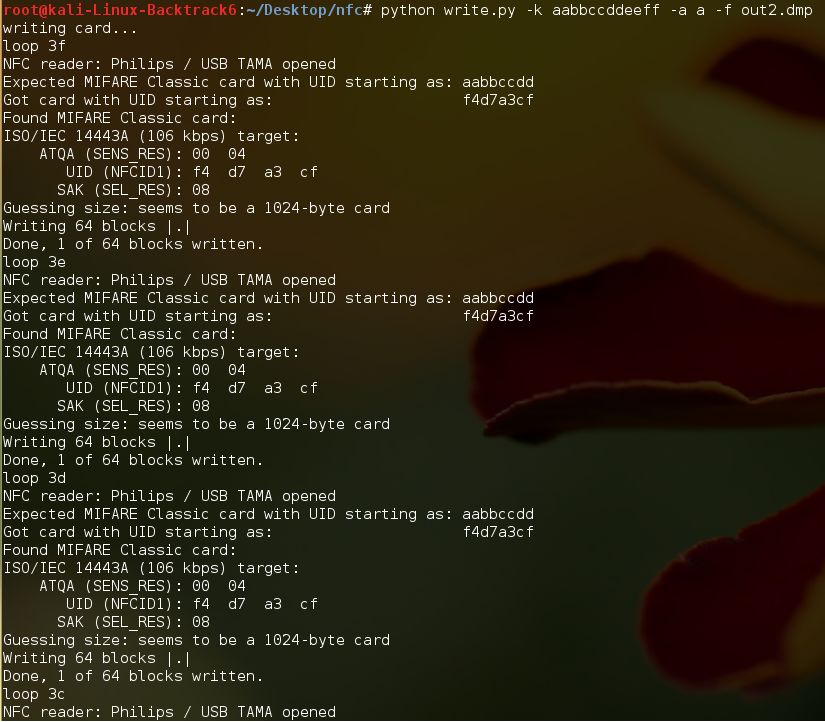 root@kali-Linux-Backtrack6:~/Desktop/nfc# python write.py -k aabbccddeeff -a a -f out2.dmp
writing card...
loop 3f
NFC reader: Philips / USB TAMA opened
Expected MIFARE Classic card with UID starting as: aabbccdd
Got card with UID starting as:                     f4d7a3cf
Found MIFARE Classic card:
ISO/IEC 14443A (106 kbps) target:
    ATQA (SENS_RES): 00  04
       UID (NFCID1): f4  d7  a3  cf
      SAK (SEL_RES): 08
Guessing size: seems to be a 1024-byte card
Writing 64 blocks |.|
Done, 1 of 64 blocks written.
loop 3e
NFC reader: Philips / USB TAMA opened
Expected MIFARE Classic card with UID starting as: aabbccdd
Got card with UID starting as:                     f4d7a3cf
Found MIFARE Classic card:
ISO/IEC 14443A (106 kbps) target:
    ATQA (SENS_RES): 00  04
       UID (NFCID1): f4  d7  a3  cf
      SAK (SEL_RES): 08
Guessing size: seems to be a 1024-byte card
Writing 64 blocks |.|
Done, 1 of 64 blocks written.
loop 3d
NFC reader: Philips / USB TAMA opened
Expected MIFARE Classic card with UID starting as: aabbccdd
Got card with UID starting as:                     f4d7a3cf
Found MIFARE Classic card:
ISO/IEC 14443A (106 kbps) target:
    ATQA (SENS_RES): 00  04
       UID (NFCID1): f4  d7  a3  cf
      SAK (SEL_RES): 08
Guessing size: seems to be a 1024-byte card
Writing 64 blocks |.|
Done, 1 of 64 blocks written.
loop 3c
NFC reader: Philips / USB TAMA opened